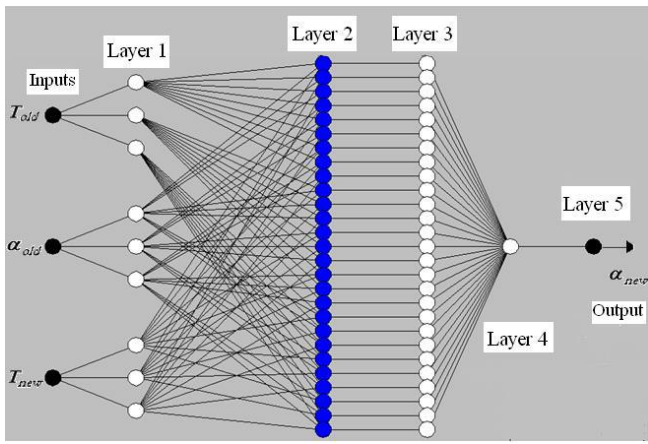 Layer 1
Layer 2
Layer 3
Inputs
T_old
α_old
T_new
Layer 5
α_new
Output
Layer 4